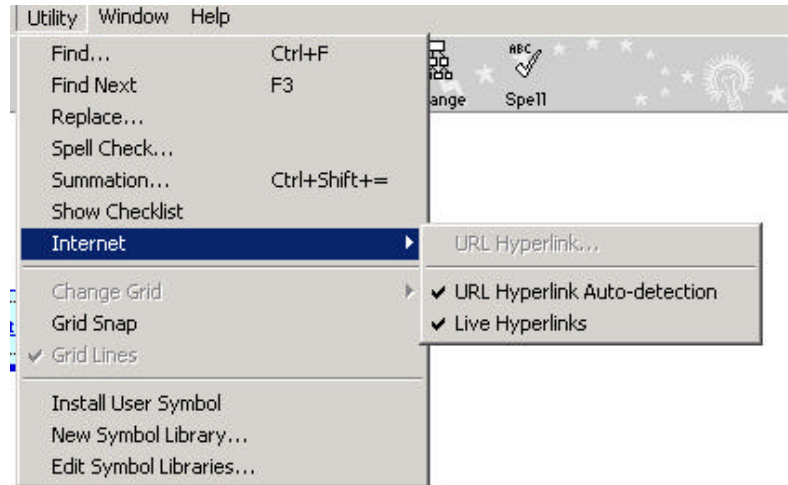 Utility Window Help
Find... Ctrl+F
Find Next F3
Replace...
Spell Check...
Summation... Ctrl+Shift+=
Show Checklist
Internet
Change Grid
Grid Snap
Grid Lines
Install User Symbol
New Symbol Library...
Edit Symbol Libraries...
ABC
ange Spell
URL Hyperlink...
URL Hyperlink Auto-detection
Live Hyperlinks